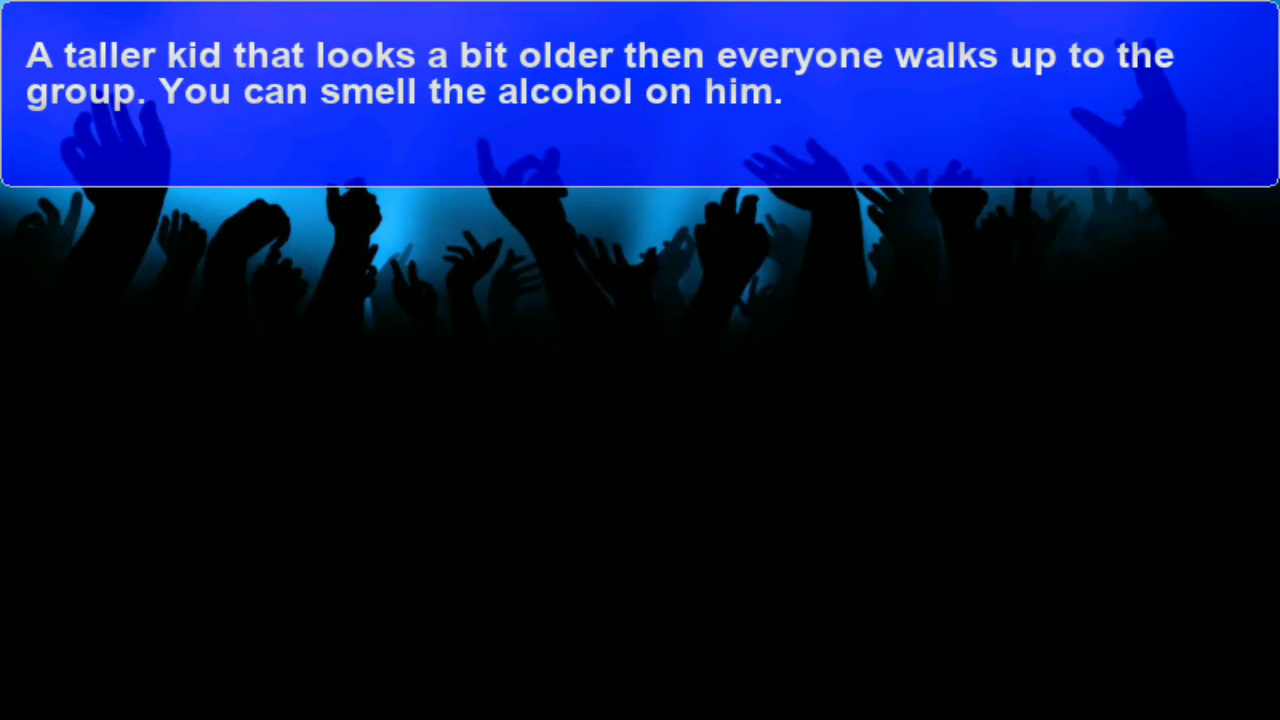 A taller kid that looks a bit older then everyone walks up to the
group. You can smell the alcohol on him.